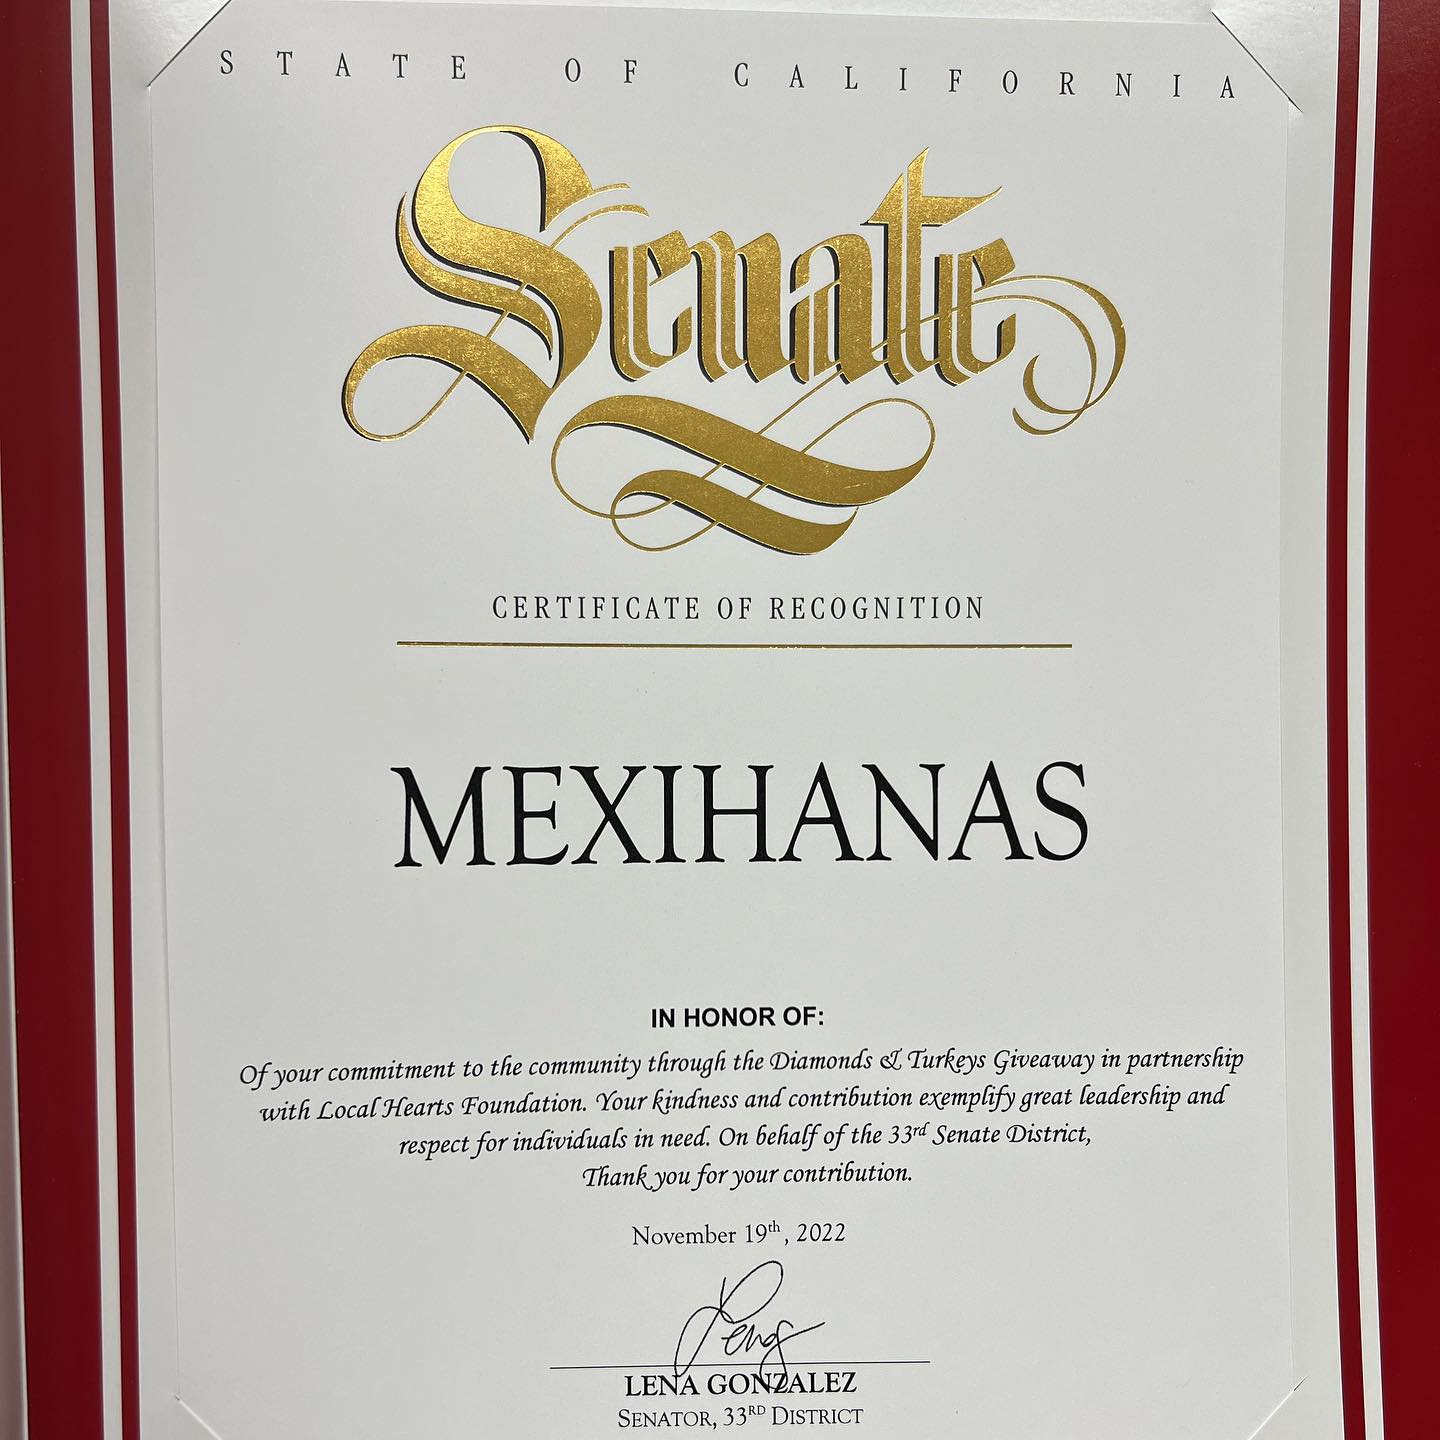 STATE OF CALIFORNIA
Senate
CERTIFICATE OF RECOGNITION
MEXIHANAS
IN HONOR OF:
Of your commitment to the community through the Diamonds & Turkeys Giveaway in partnership
with Local Hearts Foundation. Your kindness and contribution exemplify great leadership and
respect for individuals in need. On behalf of the 33rd Senate District,
Thank you for your contribution.
November 19th, 2022
Lena
LENA GONZALEZ
SENATOR, 33RD DISTRICT